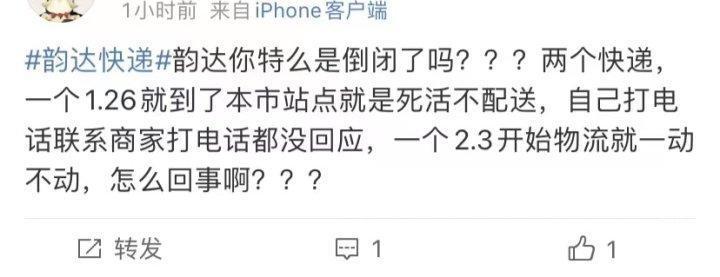 1小时前 来自iPhone客户端
#韵达快递#韵达你特么是倒闭了吗？？？两个快递，
一个1.26就到了本市站点就是死活不配送，自己打电
话联系商家打电话都没回应，一个2.3开始物流就一动
不动，怎么回事啊？？？
转发 1 1